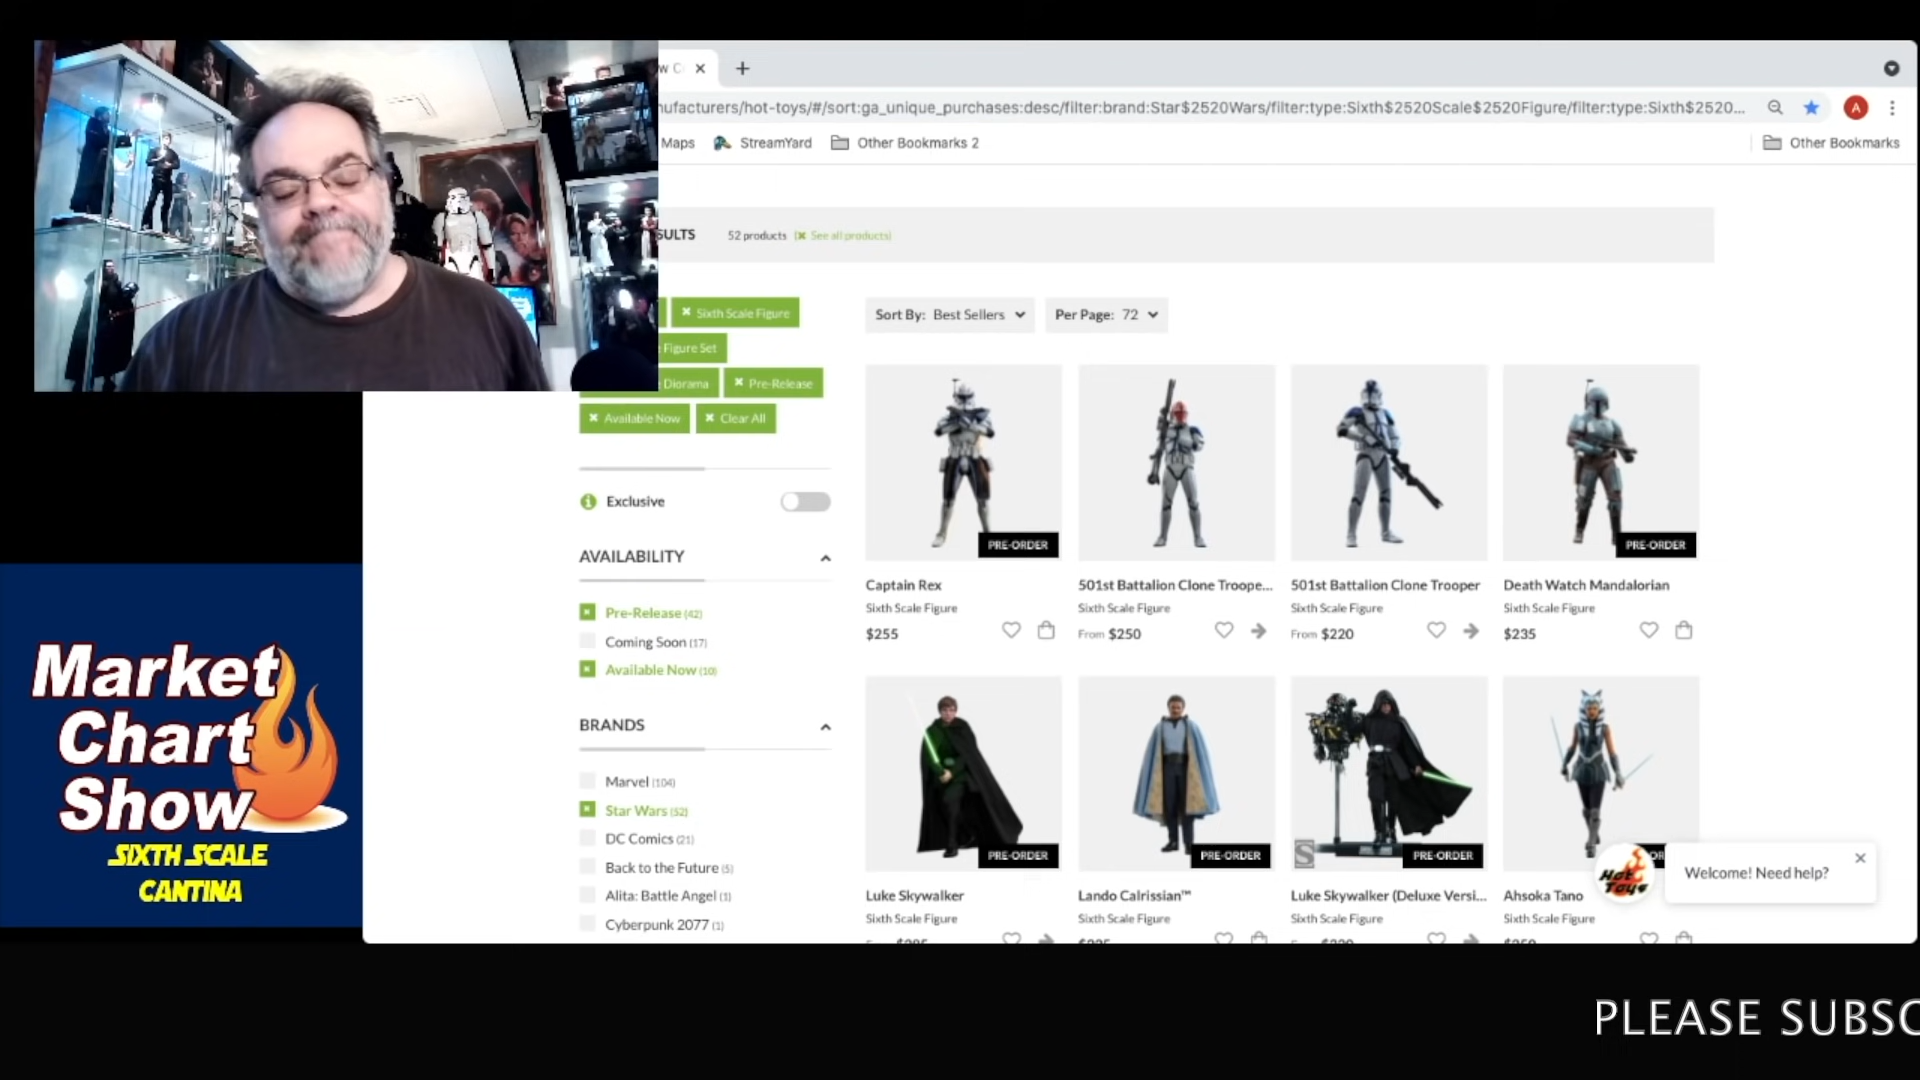 nufacturers/hot-toys/#/sort:ga_unique_purchases:desc/filter:brand:Star$2520Wars/filter:type:Sixth$2520Scale$2520Figure/filter:type:Sixth$2520...
A
Maps
StreamYard
Other Bookmarks 2
Other Bookmarks
SULTS
52 products
See all products)
Sixth Scale Figure
Figure Set
Diorama
Pre-Release
Available Now
Clear All
Sort By: Best Sellers
Per Page: 72
Exclusive
AVAILABILITY
Pre-Release (42)
Coming Soon (17)
Available Now (10)
BRANDS
Marvel (104)
Star Wars (52)
DC Comics (21)
Back to the Future (5)
Alita: Battle Angel (1)
Cyberpunk 2077 (1)
PRE-ORDER
PRE-ORDER
Captain Rex
Sixth Scale Figure
$255
501st Battalion Clone Troope...
Sixth Scale Figure
From $250
501st Battalion Clone Trooper
Sixth Scale Figure
From $220
Death Watch Mandalorian
Sixth Scale Figure
$235
PRE-ORDER
PRE-ORDER
PRE-ORDER
Luke Skywalker
Sixth Scale Figure
Lando Calrissian™
Sixth Scale Figure
Luke Skywalker (Deluxe Versi...
Sixth Scale Figure
Ahsoka Tano
Sixth Scale Figure
Hot Toys
Welcome! Need help?
Market
Chart
Show
SIXTH SCALE
CANTINA
PLEASE SUBSC